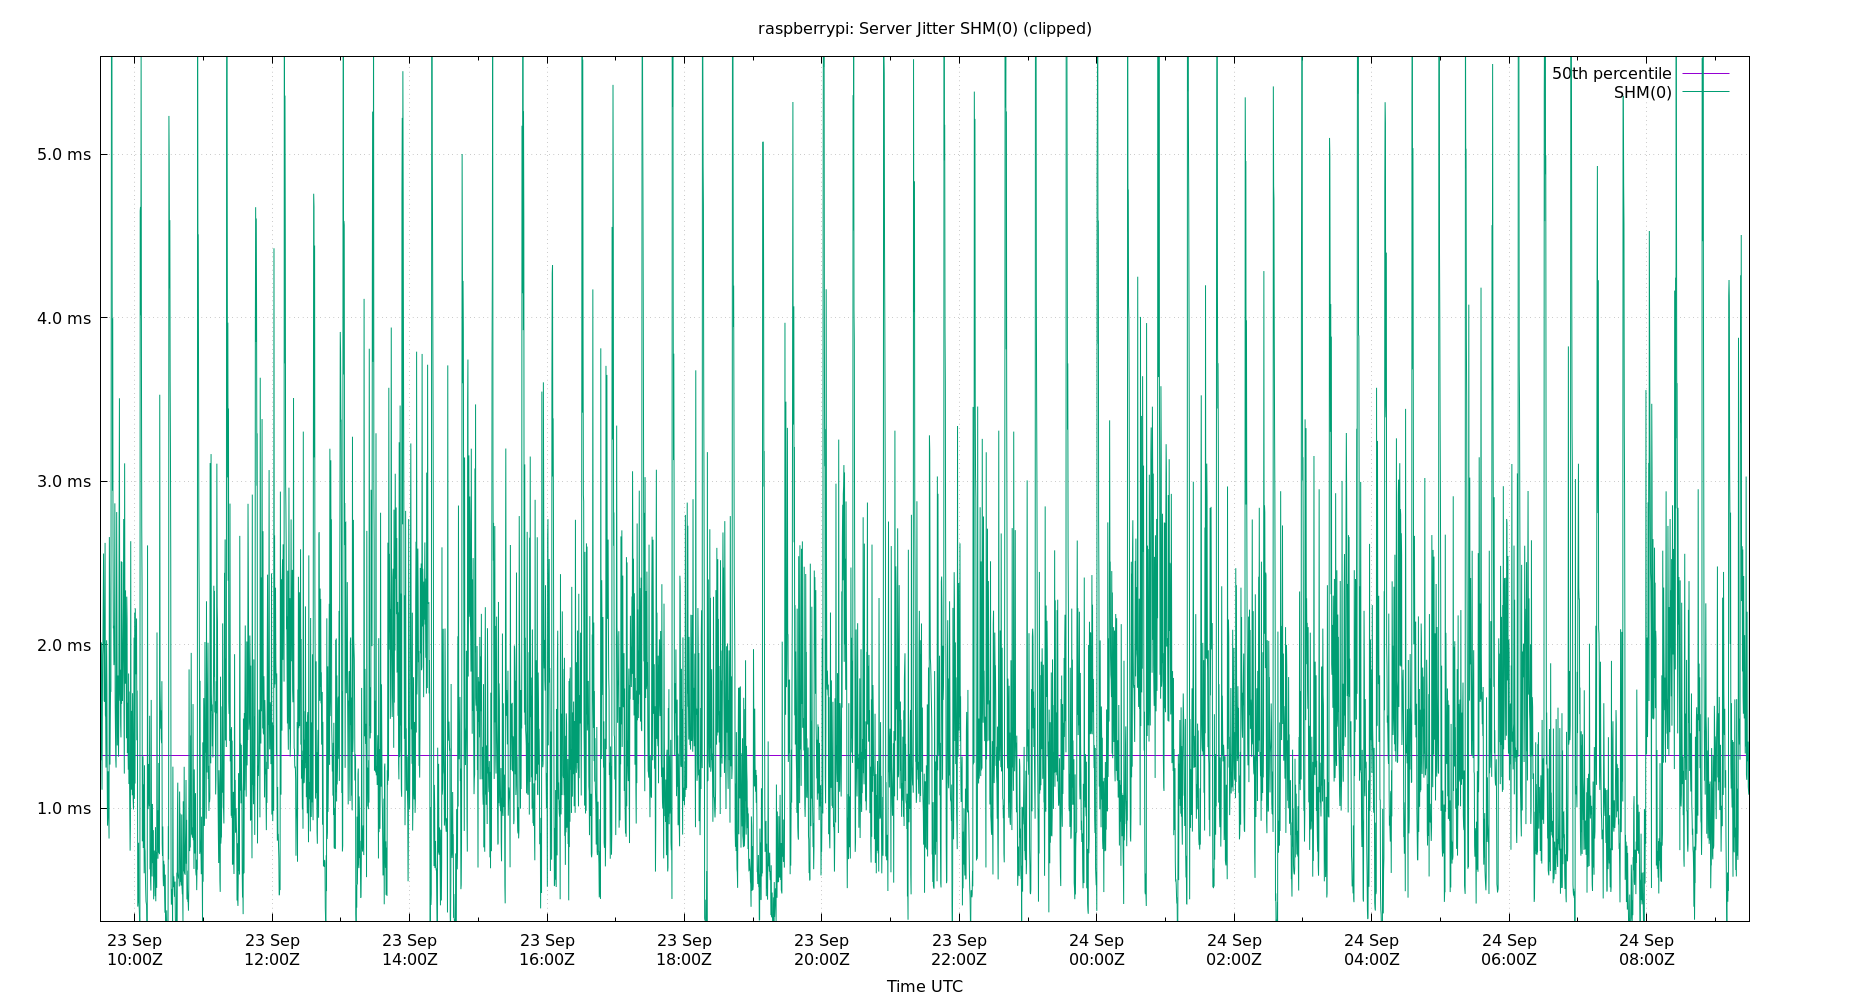 raspberrypi: Server Jitter SHM(0) (clipped)
50th percentile
SHM(0)
5.0 ms
4.0 ms
3.0 ms
2.0 ms
1.0 ms
23 Sep 23 Sep 23 Sep 23 Sep 23 Sep 23 Sep 23 Sep 24 Sep 24 Sep 24 Sep 24 Sep 24 Sep
10:00Z 12:00Z 14:00Z 16:00Z 18:00Z 20:00Z 22:00Z 00:00Z 02:00Z 04:00Z 06:00Z 08:00Z
Time UTC